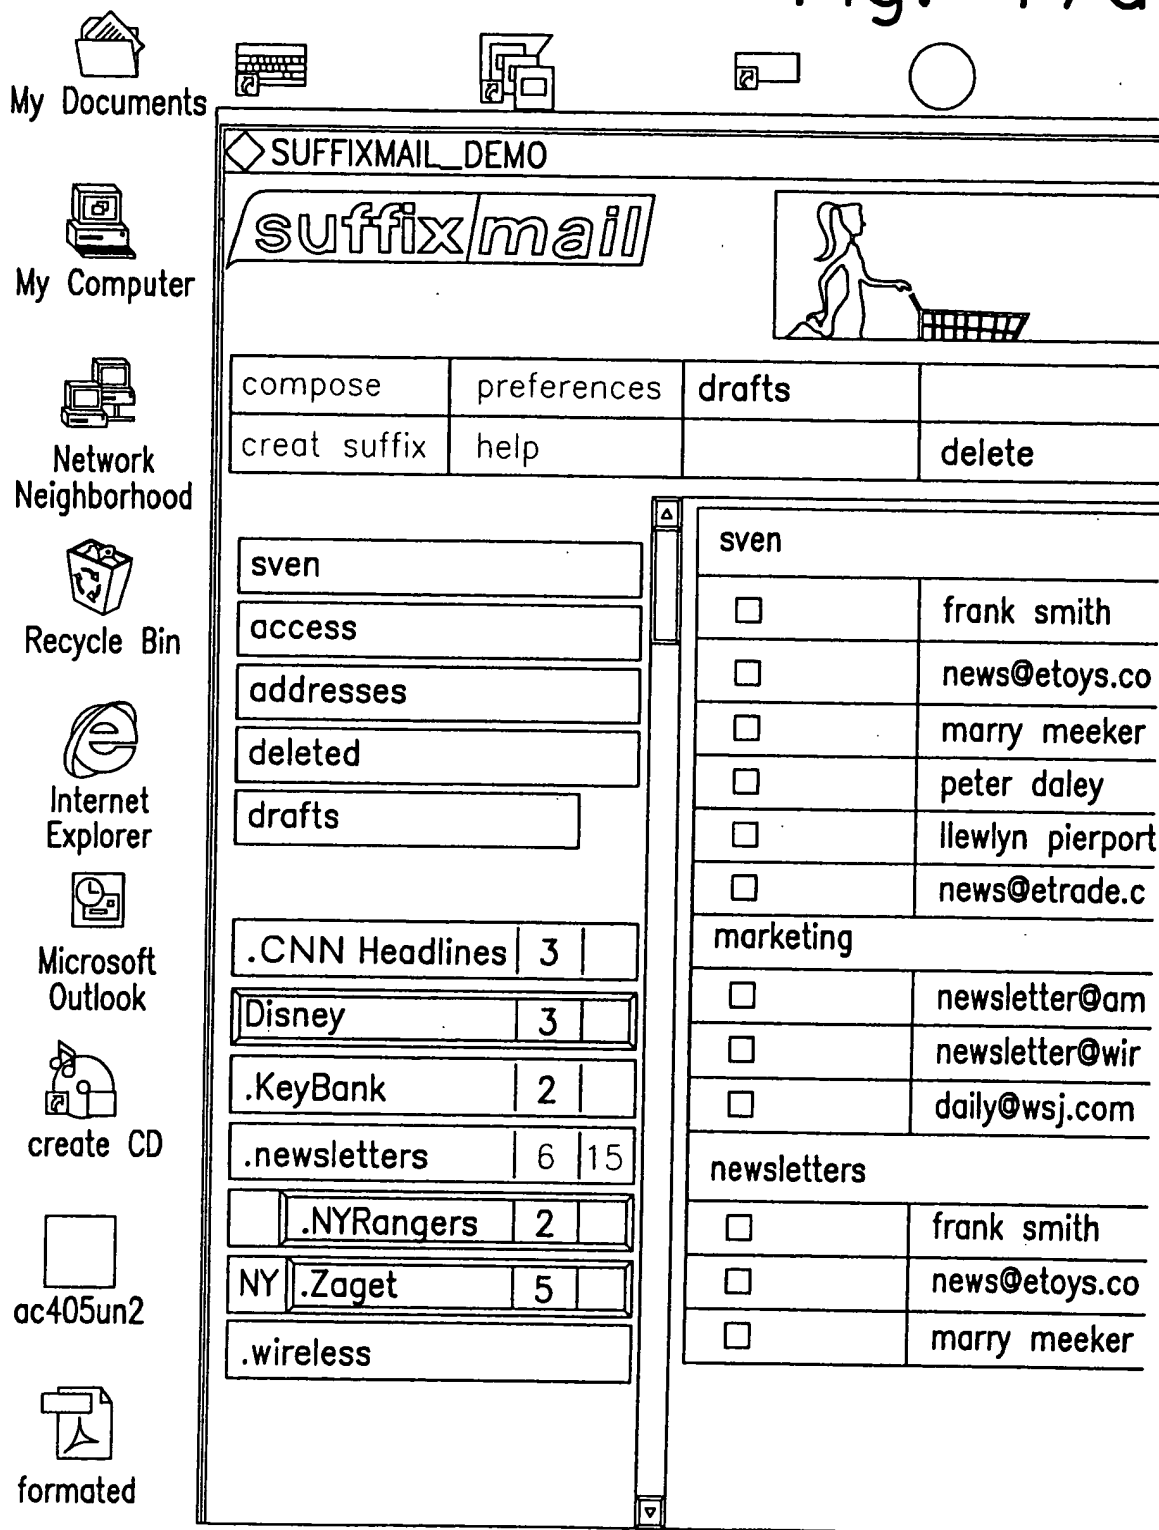 Fig.
My Documents
SUFFIXMAIL_DEMO
suffix mail
My Computer
compose preferences drafts
creat suffix help delete
Network
Neighborhood
Recycle Bin
Internet
Explorer
Microsoft
Outlook
create CD
ac405un2
formated
sven
access
addresses
deleted
drafts
.CNN Headlines 3
Disney 3
.KeyBank 2
.newsletters 6 15
.NYRangers 2
NY .Zaget 5
.wireless
sven
frank smith
news@etoys.co
marry meeker
peter daley
llewlyn pierport
news@etrade.c
marketing
newsletter@am
newsletter@wir
daily@wsj.com
newsletters
frank smith
news@etoys.co
marry meeker